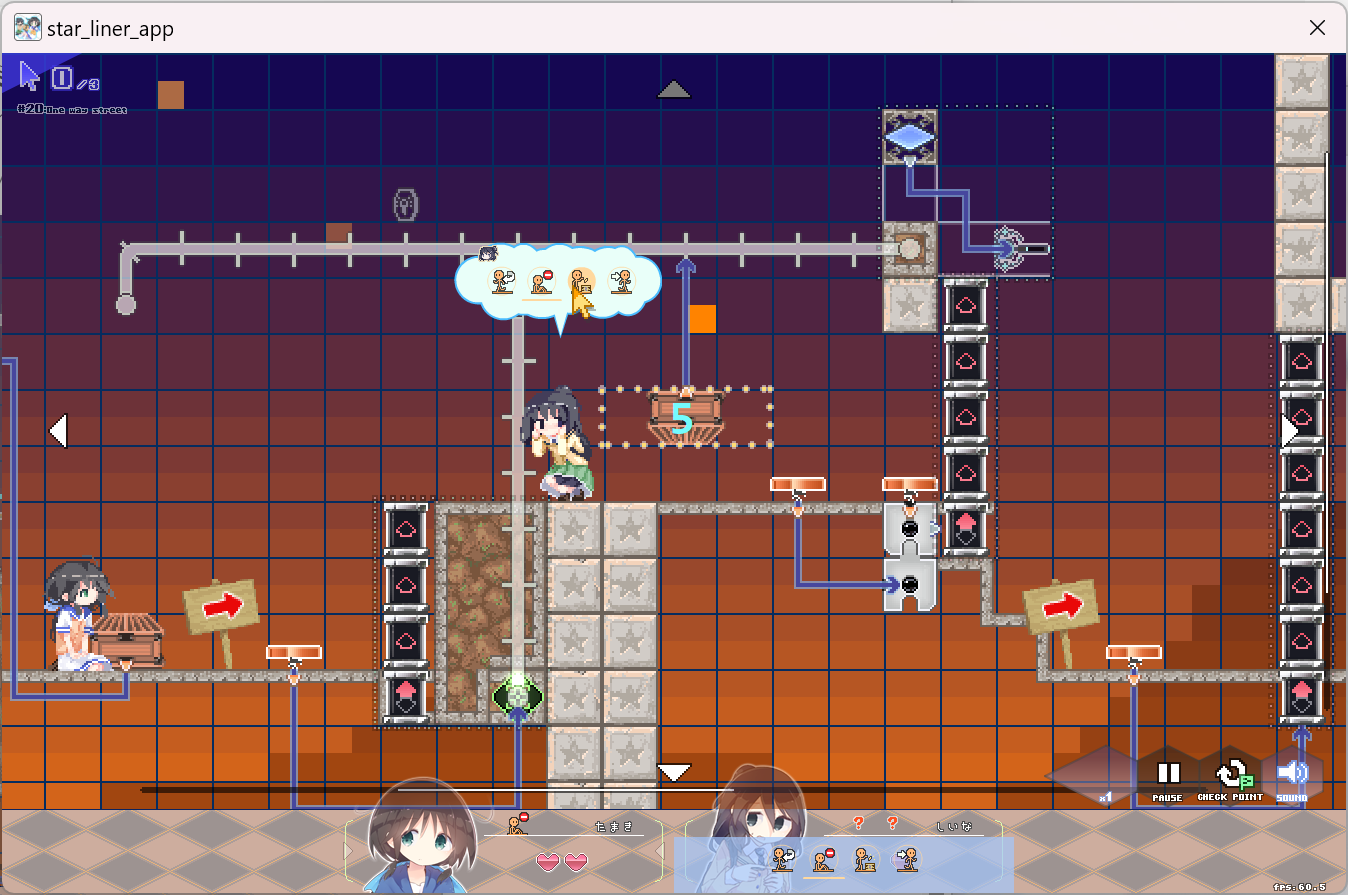 star_liner_app
0/3
#20:One way street
5
x1
PAUSE
CHECK POINT
SOUND
たまき
? ?
しいな
fps:60.5